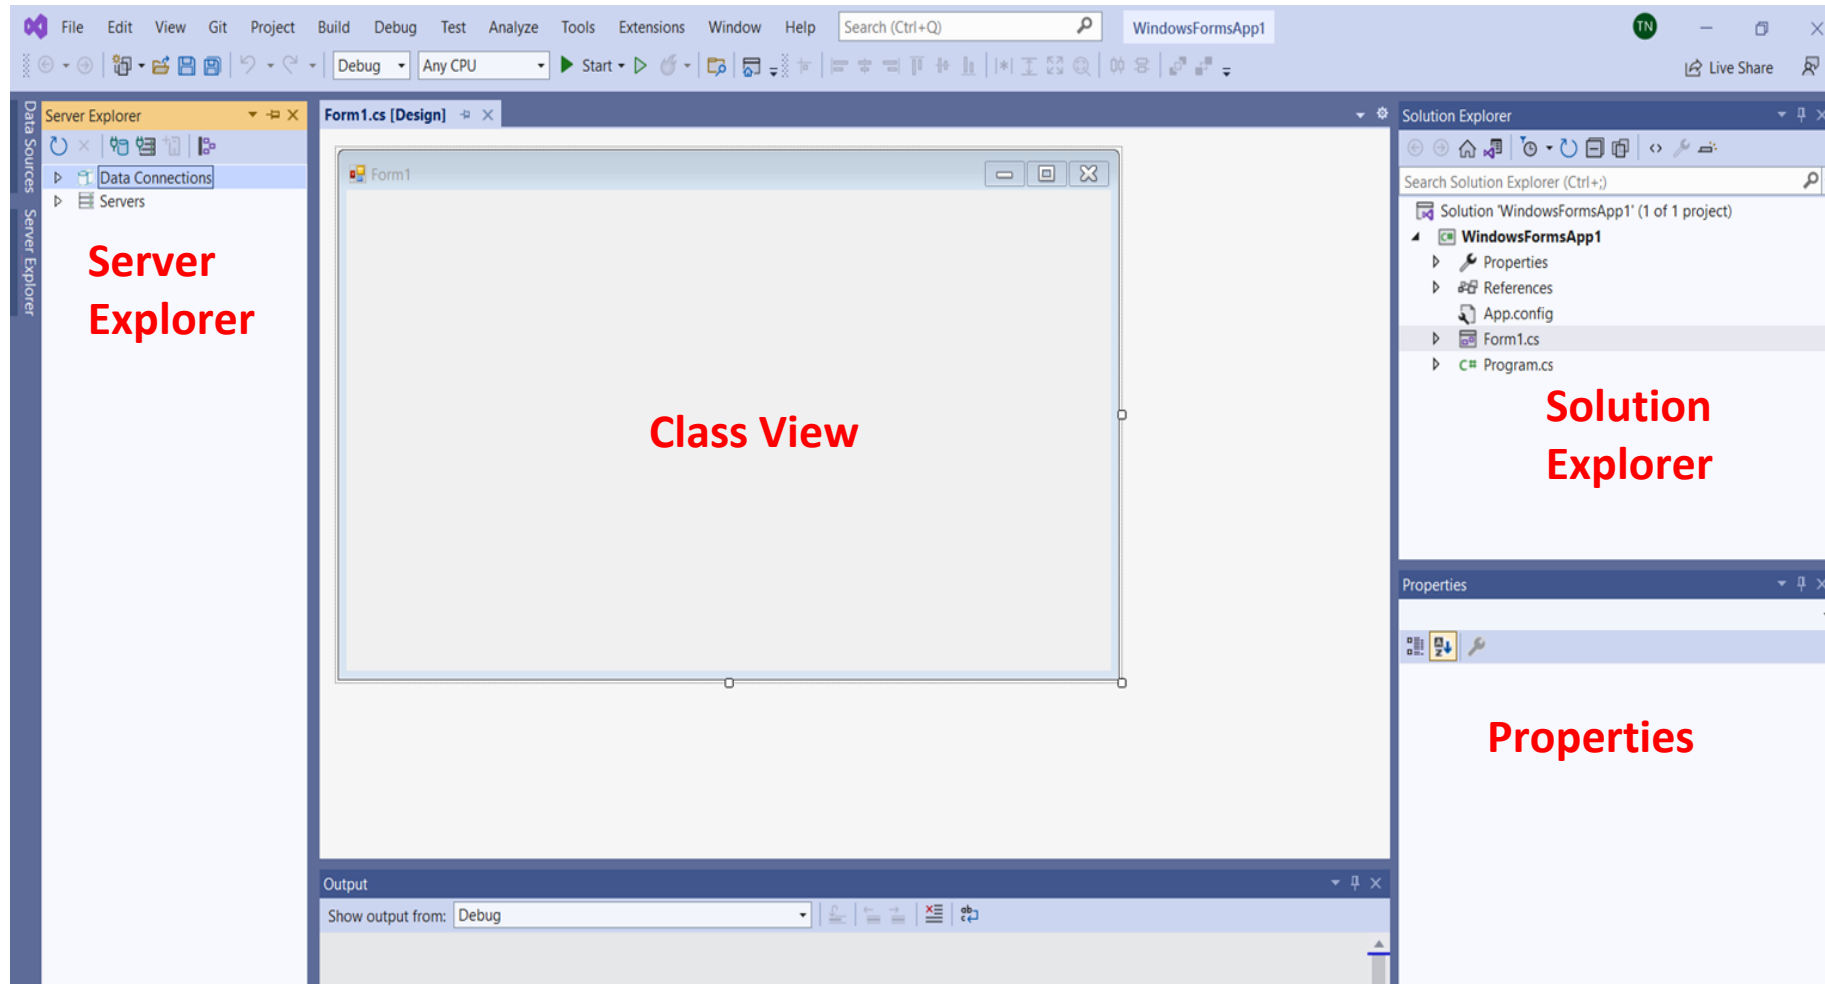 File Edit View Git Project Build Debug Test Analyze Tools Extensions Window Help Search (Ctrl+Q) WindowsFormsApp1 TN
Debug Any CPU Start Live Share
Data Sources
Server Explorer
Server Explorer
Data Connections
Servers
Server
Explorer
Form1.cs [Design]
Form1
Class View
Output
Show output from: Debug
Solution Explorer
Search Solution Explorer (Ctrl+;)
Solution 'WindowsFormsApp1' (1 of 1 project)
WindowsFormsApp1
Properties
References
App.config
Form1.cs
C# Program.cs
Solution
Explorer
Properties
Properties